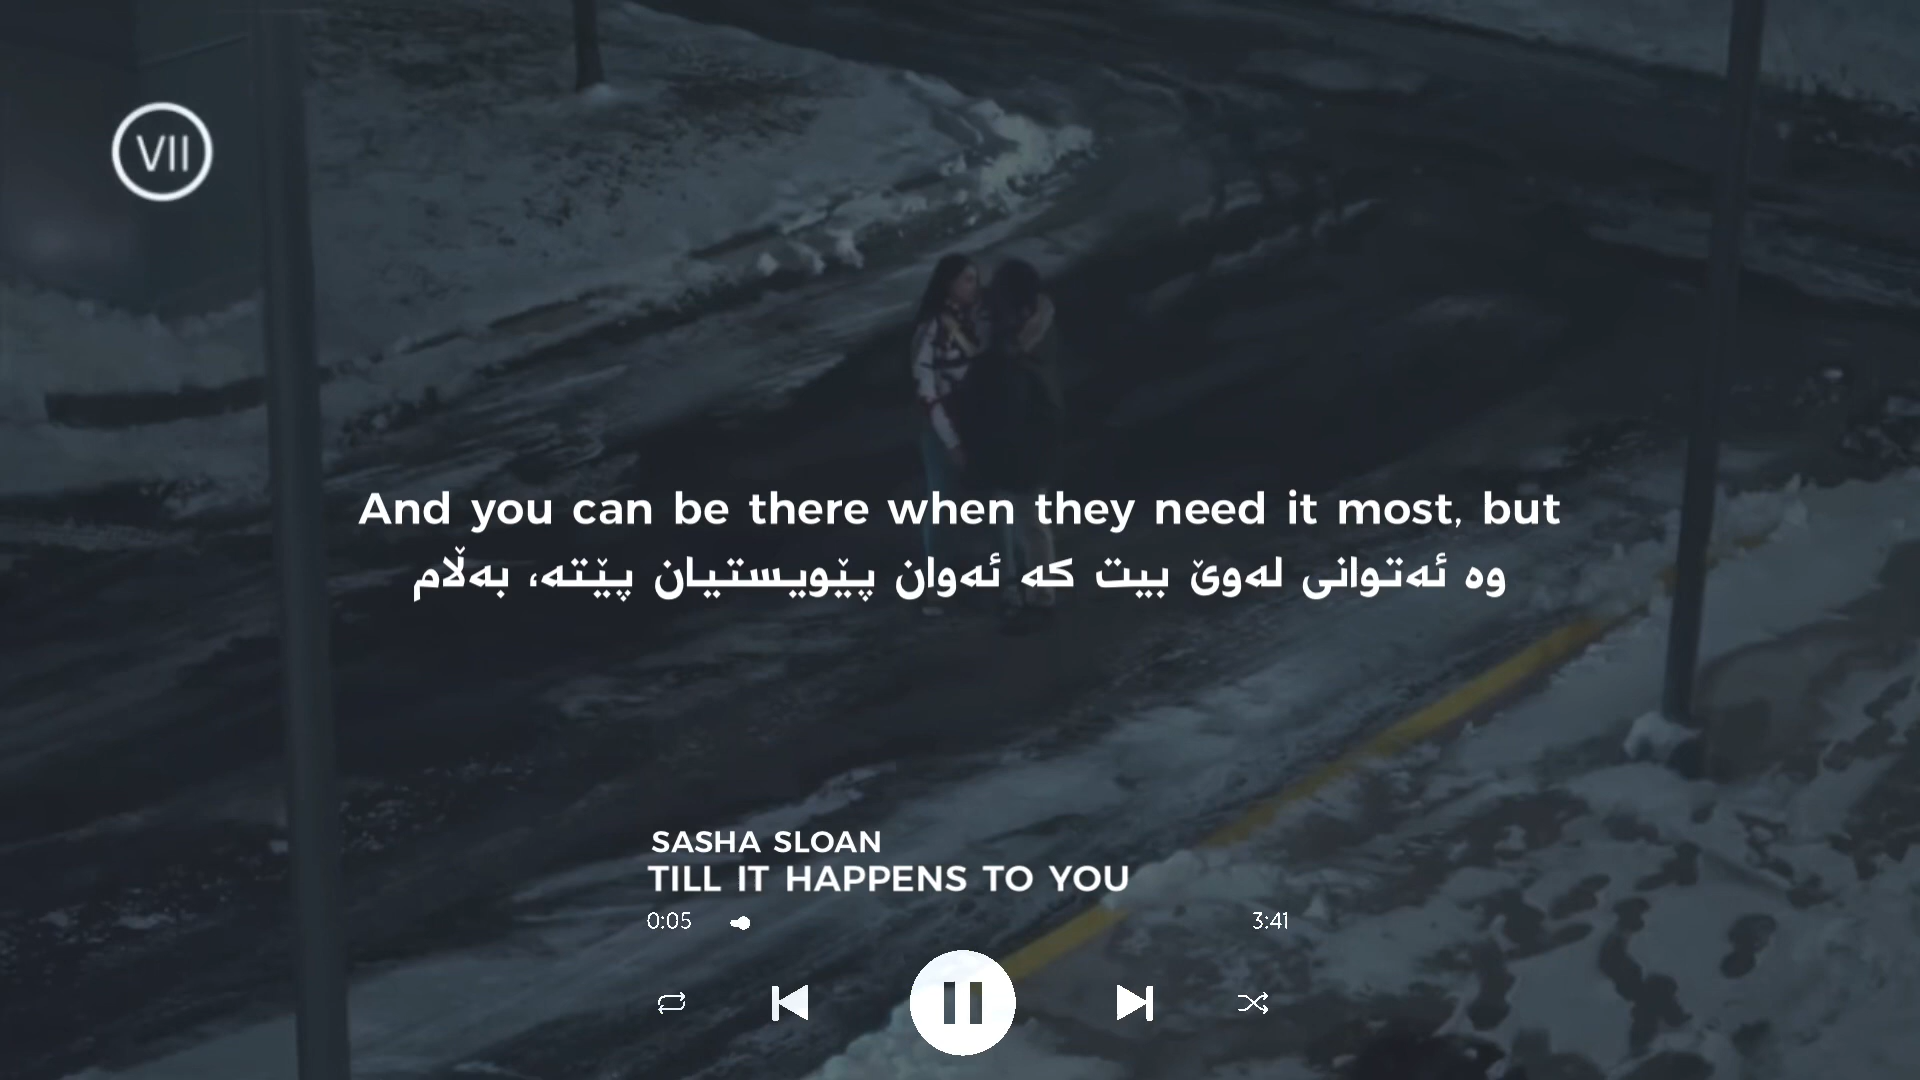 VII
And you can be there when they need it most, but
وە ئەتوانی لەوێ بیت کە ئەوان پێویستیان پێتە، بەڵام
SASHA SLOAN
TILL IT HAPPENS TO YOU
0:05
3:41